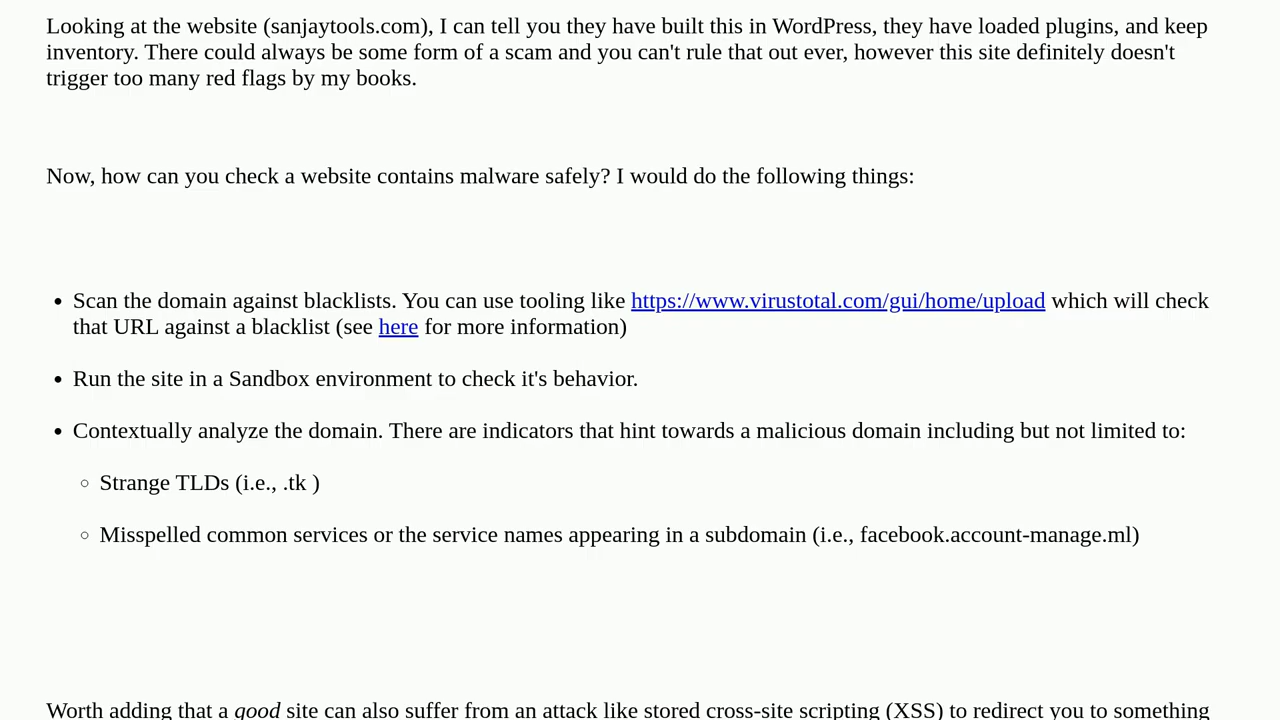 Looking at the website (sanjaytools.com), I can tell you they have built this in WordPress, they have loaded plugins, and keep
inventory. There could always be some form of a scam and you can't rule that out ever, however this site definitely doesn't
trigger too many red flags by my books.
Now, how can you check a website contains malware safely? I would do the following things:
• Scan the domain against blacklists. You can use tooling like https://www.virustotal.com/gui/home/upload which will check
that URL against a blacklist (see here for more information)
• Run the site in a Sandbox environment to check it's behavior.
• Contextually analyze the domain. There are indicators that hint towards a malicious domain including but not limited to:
◦ Strange TLDs (i.e., .tk )
◦ Misspelled common services or the service names appearing in a subdomain (i.e., facebook.account-manage.ml)
Worth adding that a good site can also suffer from an attack like stored cross-site scripting (XSS) to redirect you to something